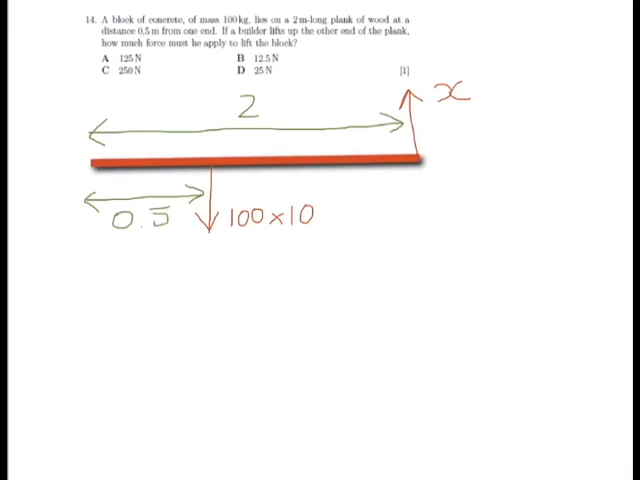 14. A block of concrete, of mass 100 kg, lies on a 2 m-long plank of wood at a
distance 0.5 m from one end. If a builder lifts up the other end of the plank,
how much force must he apply to lift the block?
A 125 N B 12.5 N
C 250 N D 25 N [1]
2
x
0.5
100×10